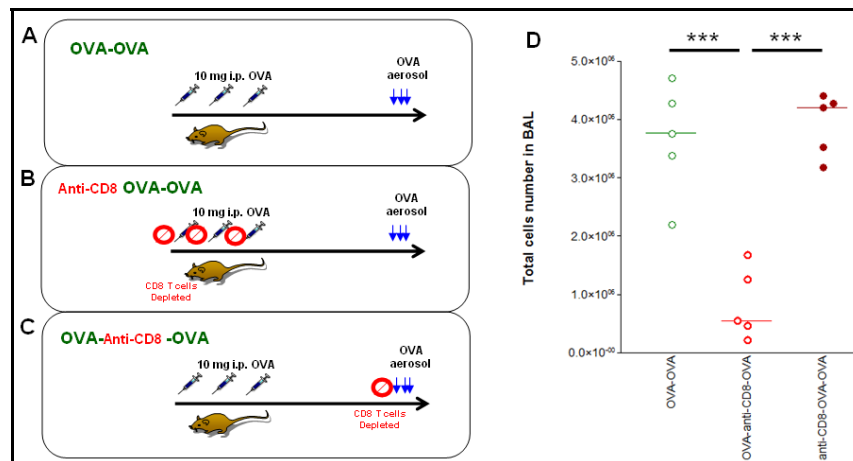 A
OVA-OVA
10 mg i.p. OVA
OVA
aerosol
B
Anti-CD8 OVA-OVA
10 mg i.p. OVA
OVA
aerosol
CD8 T cells
Depleted
C
OVA-Anti-CD8 -OVA
10 mg i.p. OVA
OVA
aerosol
CD8 T cells
Depleted
D
*** ***
Total cells number in BAL
5.0×10⁰⁶
4.0×10⁰⁶
3.0×10⁰⁶
2.0×10⁰⁶
1.0×10⁰⁶
0.0×10⁻⁰⁰
OVA-OVA
OVA-anti-CD8-OVA
anti-CD8-OVA-OVA